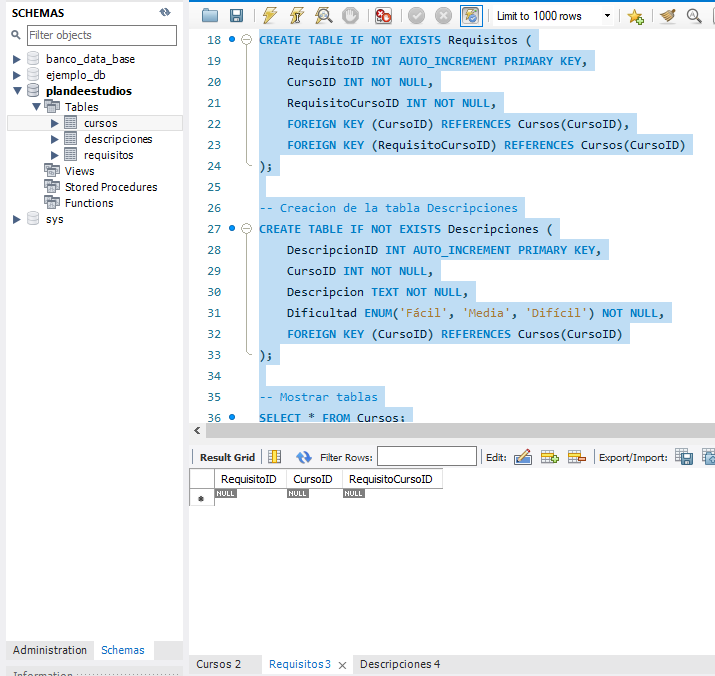 SCHEMAS
Filter objects
banco_data_base
ejemplo_db
plandeestudios
Tables
cursos
descripciones
requisitos
Views
Stored Procedures
Functions
sys
Administration Schemas
Information
Limit to 1000 rows
18 CREATE TABLE IF NOT EXISTS Requisitos (
19 RequisitoID INT AUTO_INCREMENT PRIMARY KEY,
20 CursoID INT NOT NULL,
21 RequisitoCursoID INT NOT NULL,
22 FOREIGN KEY (CursoID) REFERENCES Cursos(CursoID),
23 FOREIGN KEY (RequisitoCursoID) REFERENCES Cursos(CursoID)
24 );
25
26 -- Creacion de la tabla Descripciones
27 CREATE TABLE IF NOT EXISTS Descripciones (
28 DescripcionID INT AUTO_INCREMENT PRIMARY KEY,
29 CursoID INT NOT NULL,
30 Descripcion TEXT NOT NULL,
31 Dificultad ENUM('Fácil', 'Media', 'Difícil') NOT NULL,
32 FOREIGN KEY (CursoID) REFERENCES Cursos(CursoID)
33 );
34
35 -- Mostrar tablas
36 SELECT * FROM Cursos;
Result Grid Filter Rows: Edit: Export/Import:
RequisitoID CursoID RequisitoCursoID
NULL NULL NULL
Cursos 2 Requisitos 3 Descripciones 4